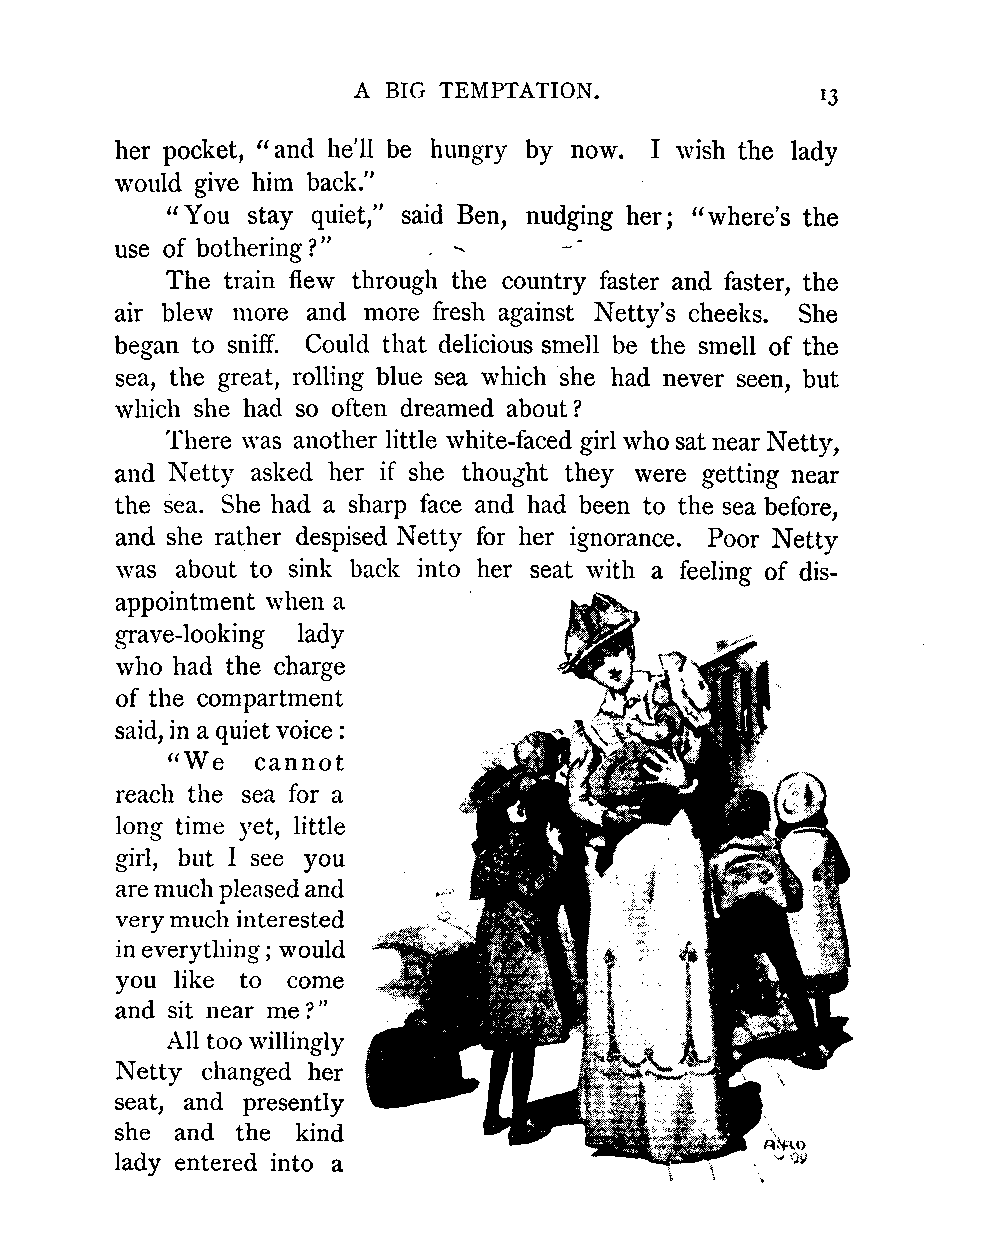 A BIG TEMPTATION. 13
her pocket, “and he'll be hungry by now. I wish the lady
would give him back.”
“You stay quiet,” said Ben, nudging her; “where's the
use of bothering?”
The train flew through the country faster and faster, the
air blew more and more fresh against Netty's cheeks. She
began to sniff. Could that delicious smell be the smell of the
sea, the great, rolling blue sea which she had never seen, but
which she had so often dreamed about?
There was another little white-faced girl who sat near Netty,
and Netty asked her if she thought they were getting near
the sea. She had a sharp face and had been to the sea before,
and she rather despised Netty for her ignorance. Poor Netty
was about to sink back into her seat with a feeling of dis-
appointment when a
grave-looking lady
who had the charge
of the compartment
said, in a quiet voice:
“We cannot
reach the sea for a
long time yet, little
girl, but I see you
are much pleased and
very much interested
in everything; would
you like to come
and sit near me?”
All too willingly
Netty changed her
seat, and presently
she and the kind
lady entered into a